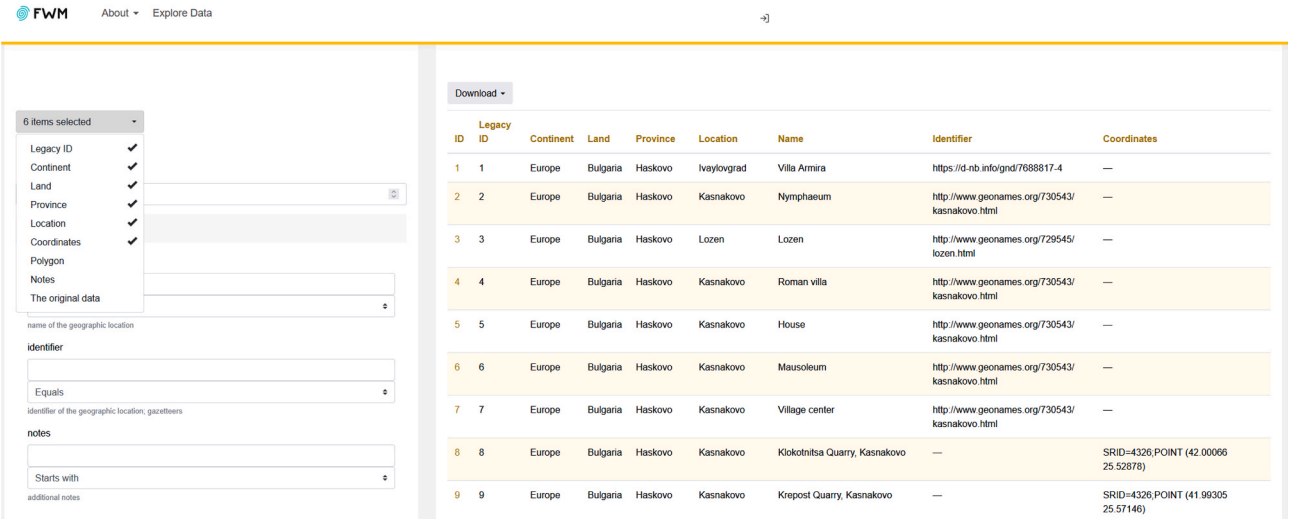 FWM About Explore Data
6 items selected
Legacy ID
Continent
Land
Province
Location
Coordinates
Polygon
Notes
The original data
name of the geographic location
identifier
Equals
identifier of the geographic location; gazetteers
notes
Starts with
additional notes
Download
ID Legacy ID Continent Land Province Location Name Identifier Coordinates
1 1 Europe Bulgaria Haskovo Ivaylovgrad Villa Armira https://d-nb.info/gnd/7688817-4 —
2 2 Europe Bulgaria Haskovo Kasnakovo Nymphaeum http://www.geonames.org/730543/ —
kasnakovo.html
3 3 Europe Bulgaria Haskovo Lozen Lozen http://www.geonames.org/729545/ —
lozen.html
4 4 Europe Bulgaria Haskovo Kasnakovo Roman villa http://www.geonames.org/730543/ —
kasnakovo.html
5 5 Europe Bulgaria Haskovo Kasnakovo House http://www.geonames.org/730543/ —
kasnakovo.html
6 6 Europe Bulgaria Haskovo Kasnakovo Mausoleum http://www.geonames.org/730543/ —
kasnakovo.html
7 7 Europe Bulgaria Haskovo Kasnakovo Village center http://www.geonames.org/730543/ —
kasnakovo.html
8 8 Europe Bulgaria Haskovo Kasnakovo Klokotnitsa Quarry, Kasnakovo — SRID=4326;POINT (42.00066
25.52878)
9 9 Europe Bulgaria Haskovo Kasnakovo Krepost Quarry, Kasnakovo — SRID=4326;POINT (41.99305
25.57146)